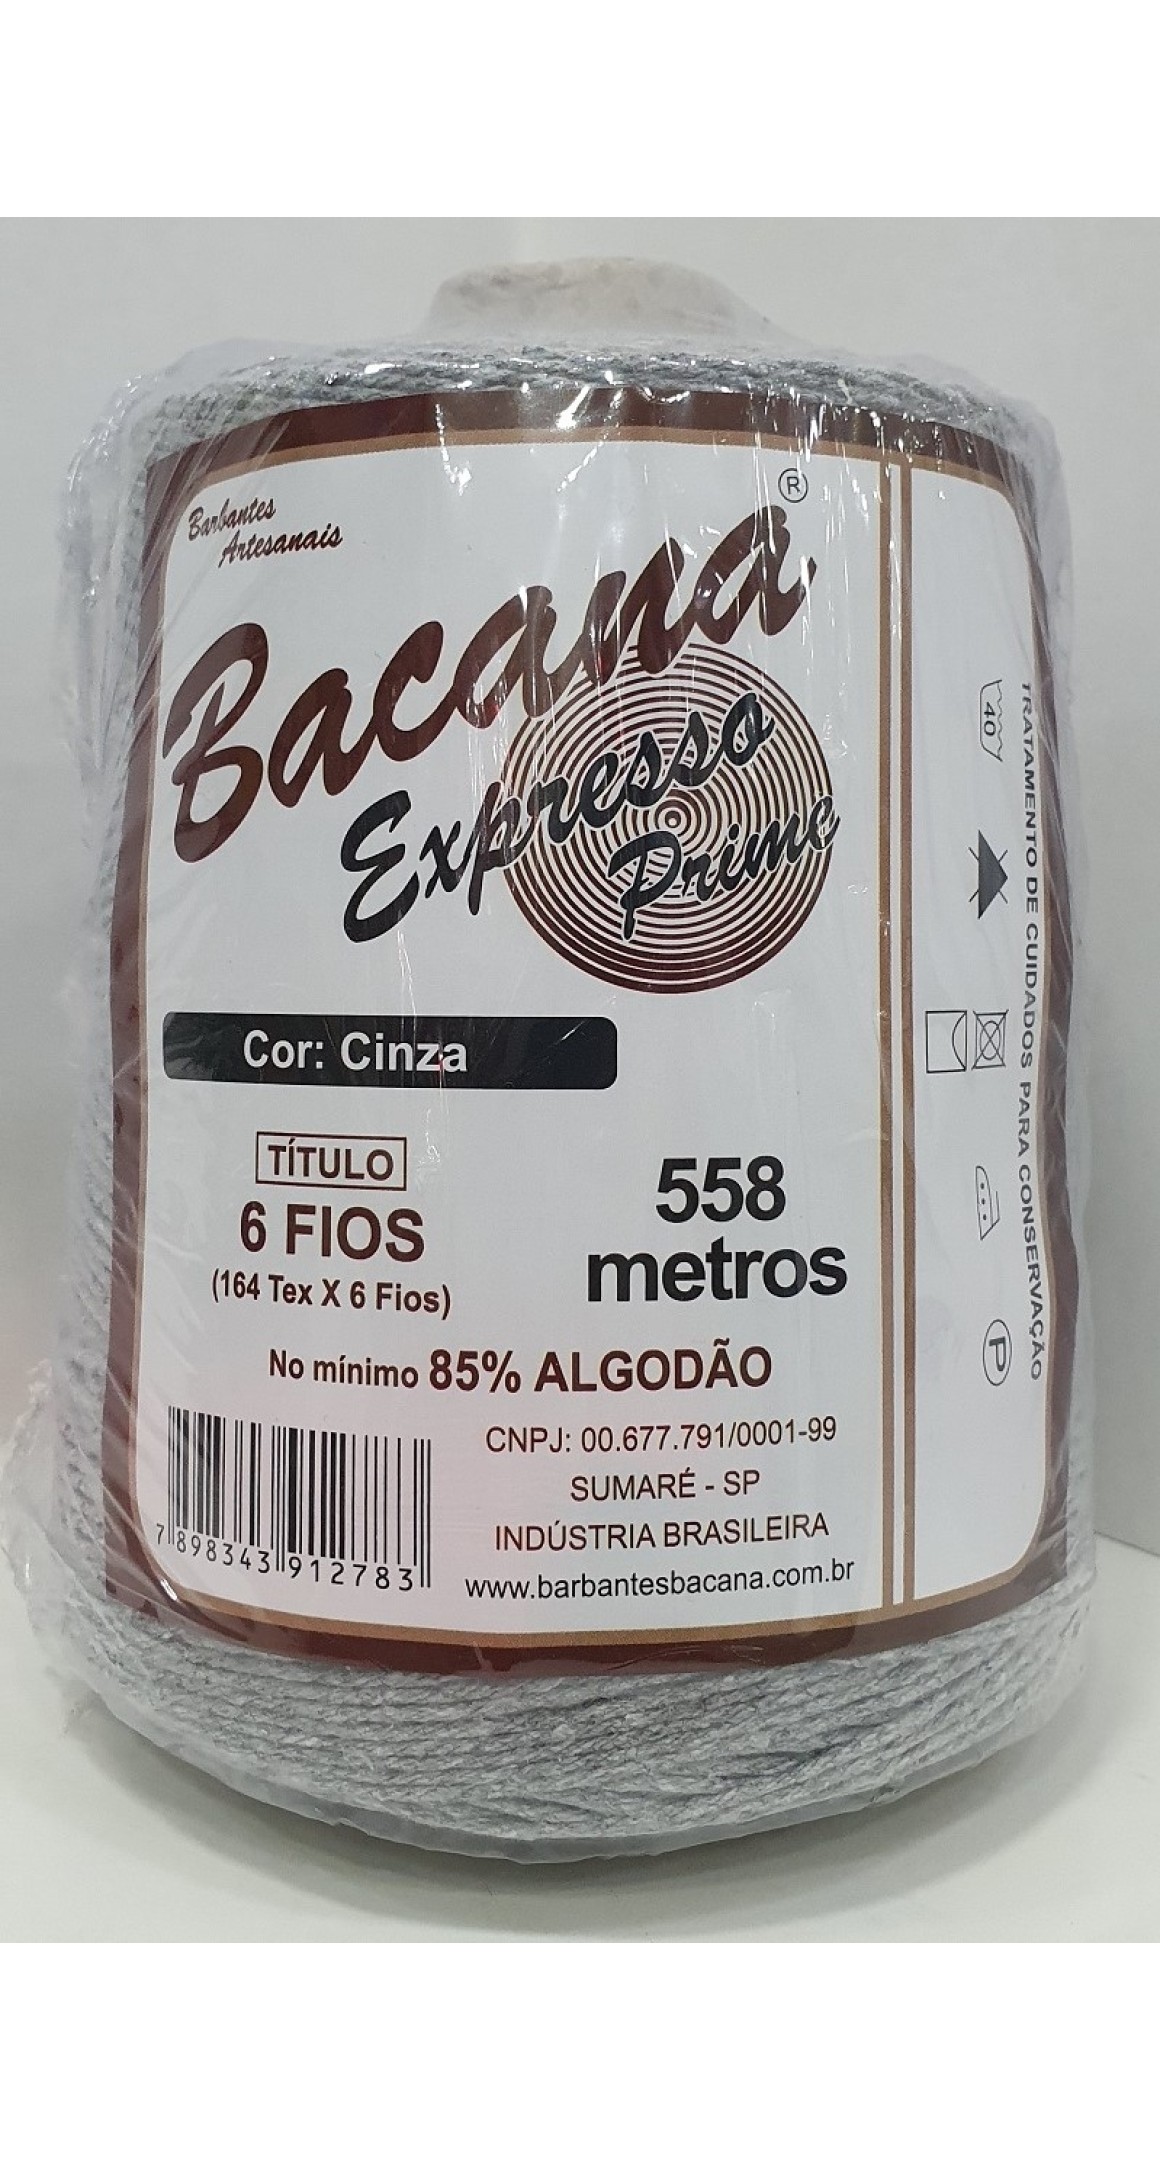 Barbantes
Artesanais
Bacana®
Expresso
Prime
Cor: Cinza
TÍTULO
6 FIOS
(164 Tex X 6 Fios)
558
metros
No mínimo 85% ALGODÃO
7 898343 912783
CNPJ: 00.677.791/0001-99
SUMARÉ - SP
INDÚSTRIA BRASILEIRA
www.barbantesbacana.com.br
TRATAMENTO DE CUIDADOS PARA CONSERVAÇÃO
40
P